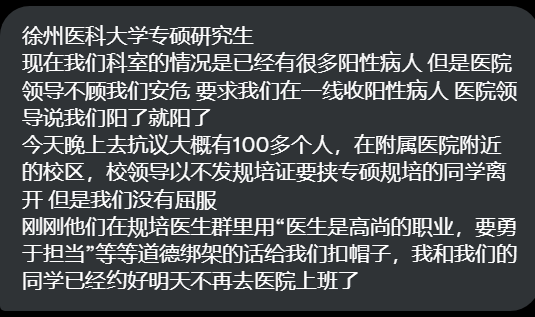 徐州医科大学专硕研究生
现在我们科室的情况是已经有很多阳性病人 但是医院
领导不顾我们安危 要求我们在一线收阳性病人 医院领
导说我们阳了就阳了
今天晚上去抗议大概有100多个人，在附属医院附近
的校区，校领导以不发规培证要挟专硕规培的同学离
开 但是我们没有屈服
刚刚他们在规培医生群里用“医生是高尚的职业，要勇
于担当”等等道德绑架的话给我们扣帽子，我和我们的
同学已经约好明天不再去医院上班了